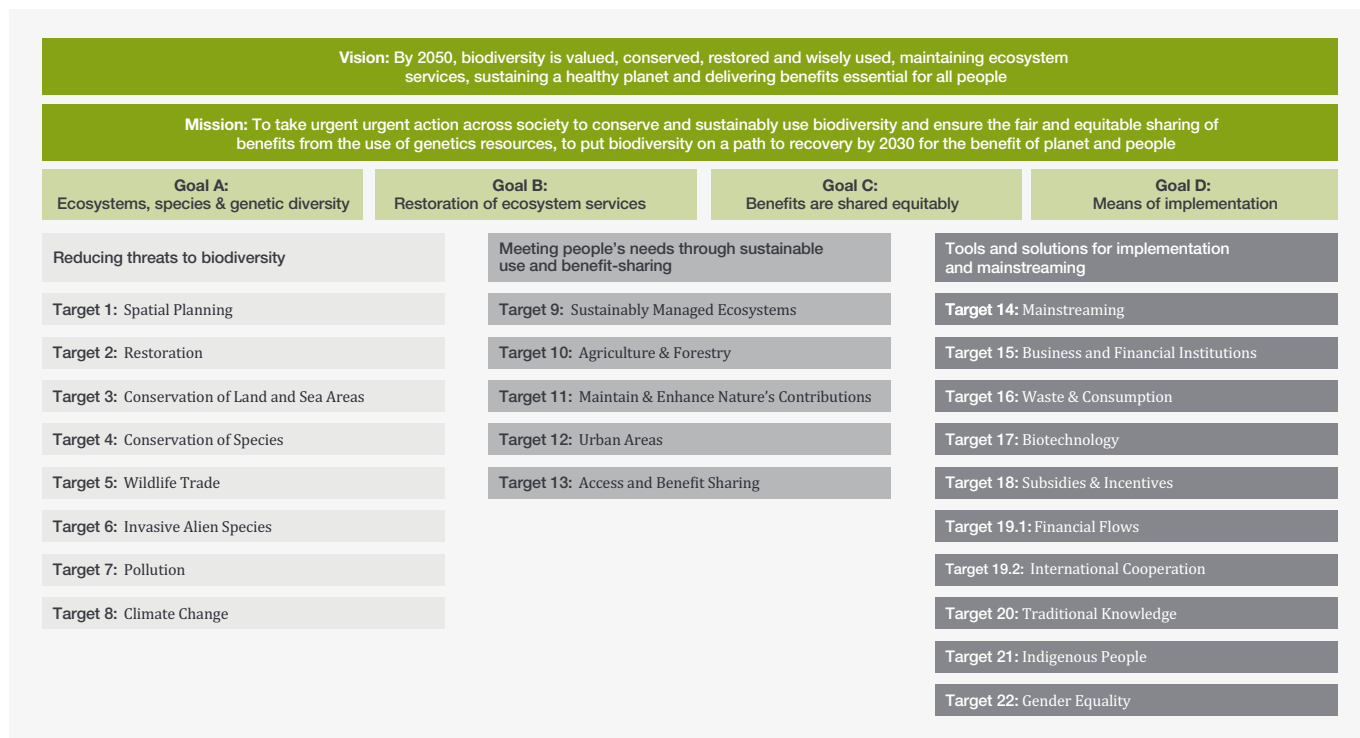 Vision: By 2050, biodiversity is valued, conserved, restored and wisely used, maintaining ecosystem
services, sustaining a healthy planet and delivering benefits essential for all people
Mission: To take urgent urgent action across society to conserve and sustainably use biodiversity and ensure the fair and equitable sharing of
benefits from the use of genetics resources, to put biodiversity on a path to recovery by 2030 for the benefit of planet and people
Goal A:
Ecosystems, species & genetic diversity
Goal B:
Restoration of ecosystem services
Goal C:
Benefits are shared equitably
Goal D:
Means of implementation
Reducing threats to biodiversity
Target 1: Spatial Planning
Target 2: Restoration
Target 3: Conservation of Land and Sea Areas
Target 4: Conservation of Species
Target 5: Wildlife Trade
Target 6: Invasive Alien Species
Target 7: Pollution
Target 8: Climate Change
Meeting people's needs through sustainable
use and benefit-sharing
Target 9: Sustainably Managed Ecosystems
Target 10: Agriculture & Forestry
Target 11: Maintain & Enhance Nature's Contributions
Target 12: Urban Areas
Target 13: Access and Benefit Sharing
Tools and solutions for implementation
and mainstreaming
Target 14: Mainstreaming
Target 15: Business and Financial Institutions
Target 16: Waste & Consumption
Target 17: Biotechnology
Target 18: Subsidies & Incentives
Target 19.1: Financial Flows
Target 19.2: International Cooperation
Target 20: Traditional Knowledge
Target 21: Indigenous People
Target 22: Gender Equality